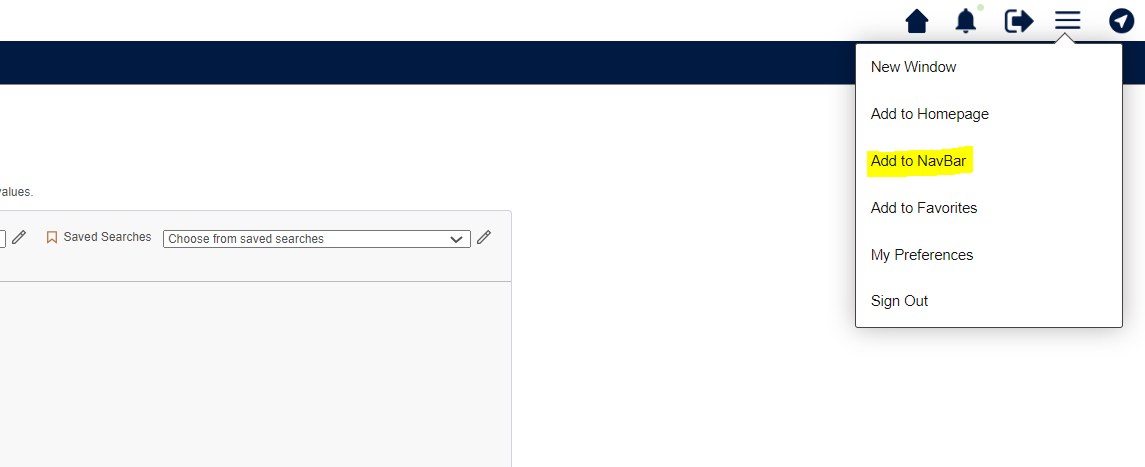 New Window
Add to Homepage
Add to NavBar
Add to Favorites
My Preferences
Sign Out
values.
Saved Searches Choose from saved searches